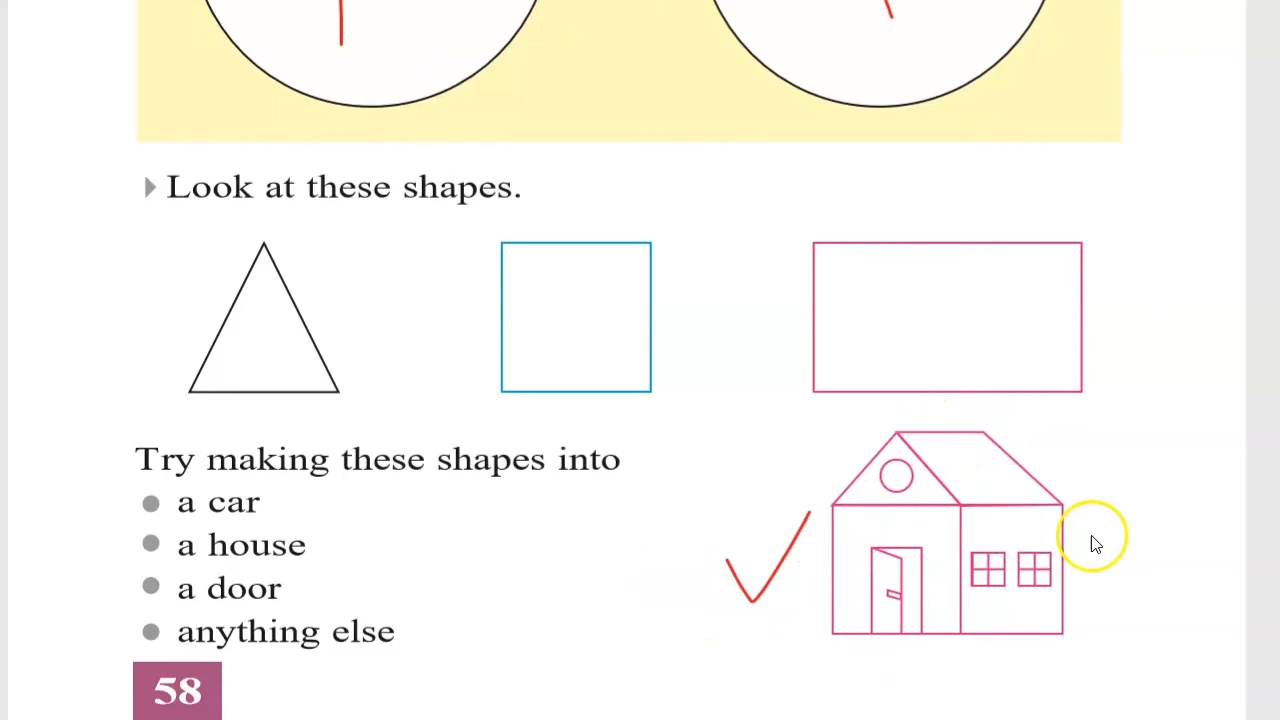 Look at these shapes.
Try making these shapes into
a car
a house
a door
anything else
58